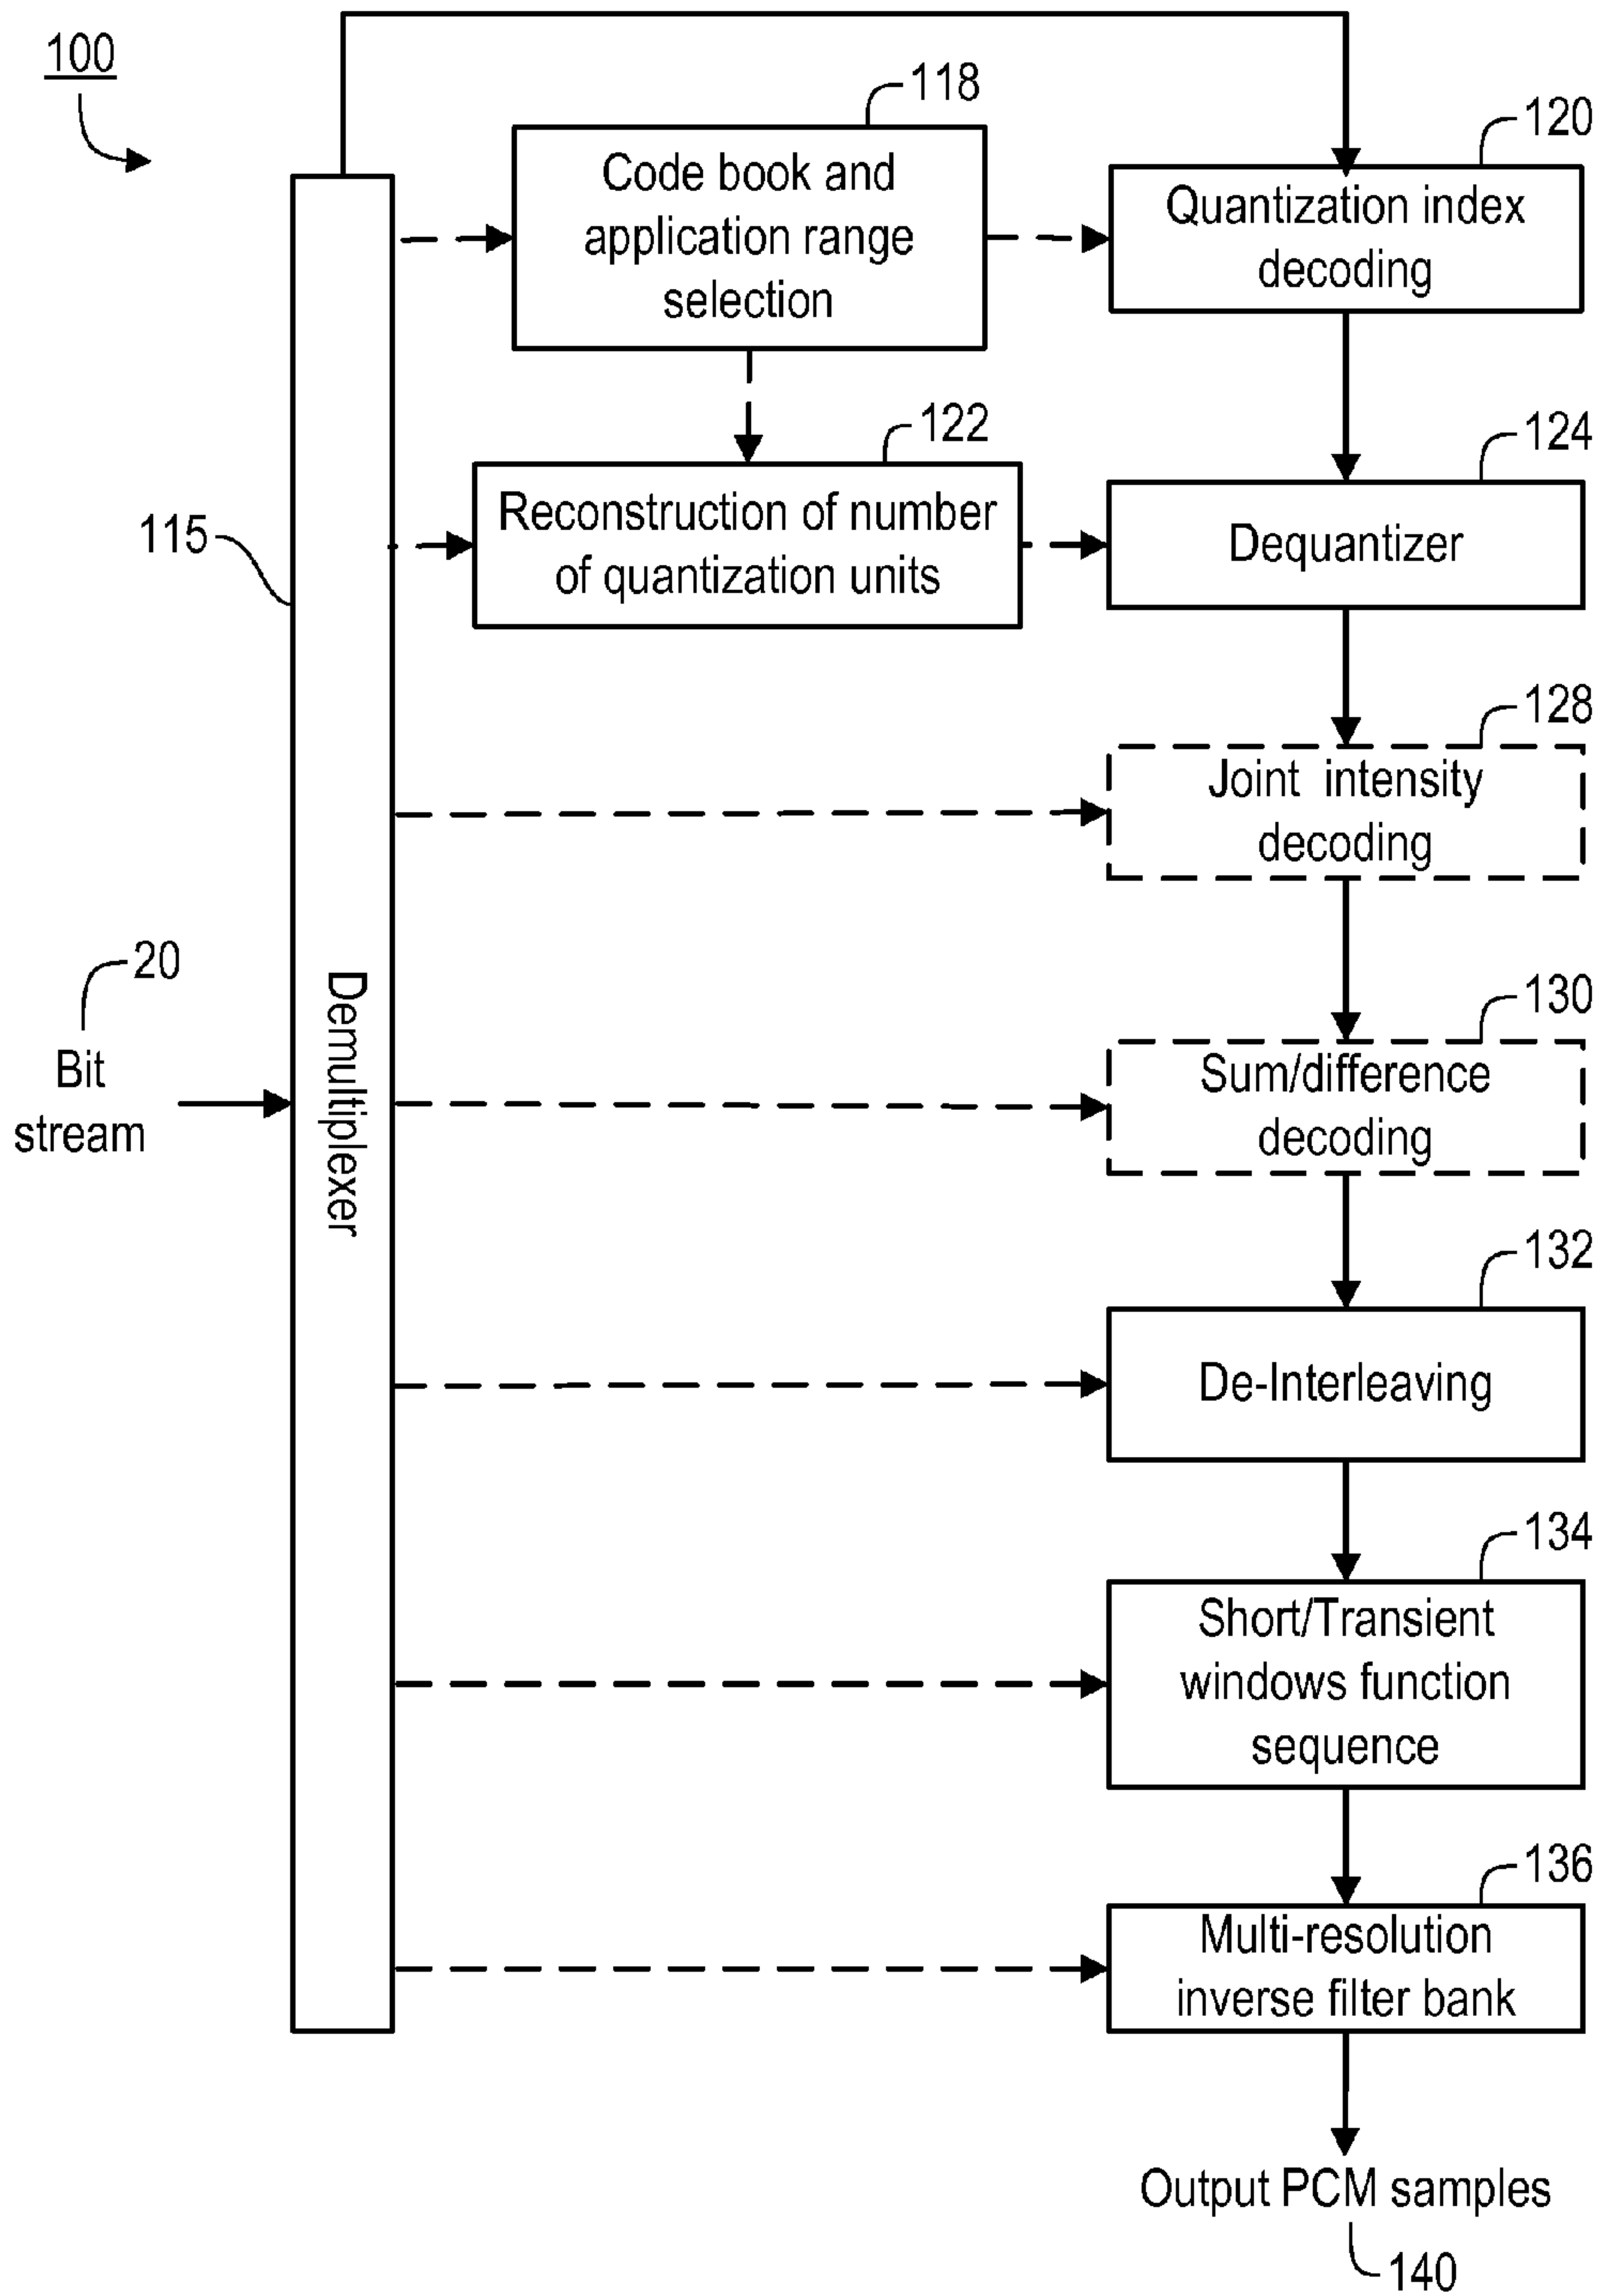 100
118
Code book and
application range
selection
120
Quantization index
decoding
122
Reconstruction of number
of quantization units
124
Dequantizer
115
128
Joint intensity
decoding
20
Bit
stream
Demultiplexer
130
Sum/difference
decoding
132
De-Interleaving
134
Short/Transient
windows function
sequence
136
Multi-resolution
inverse filter bank
Output PCM samples
140